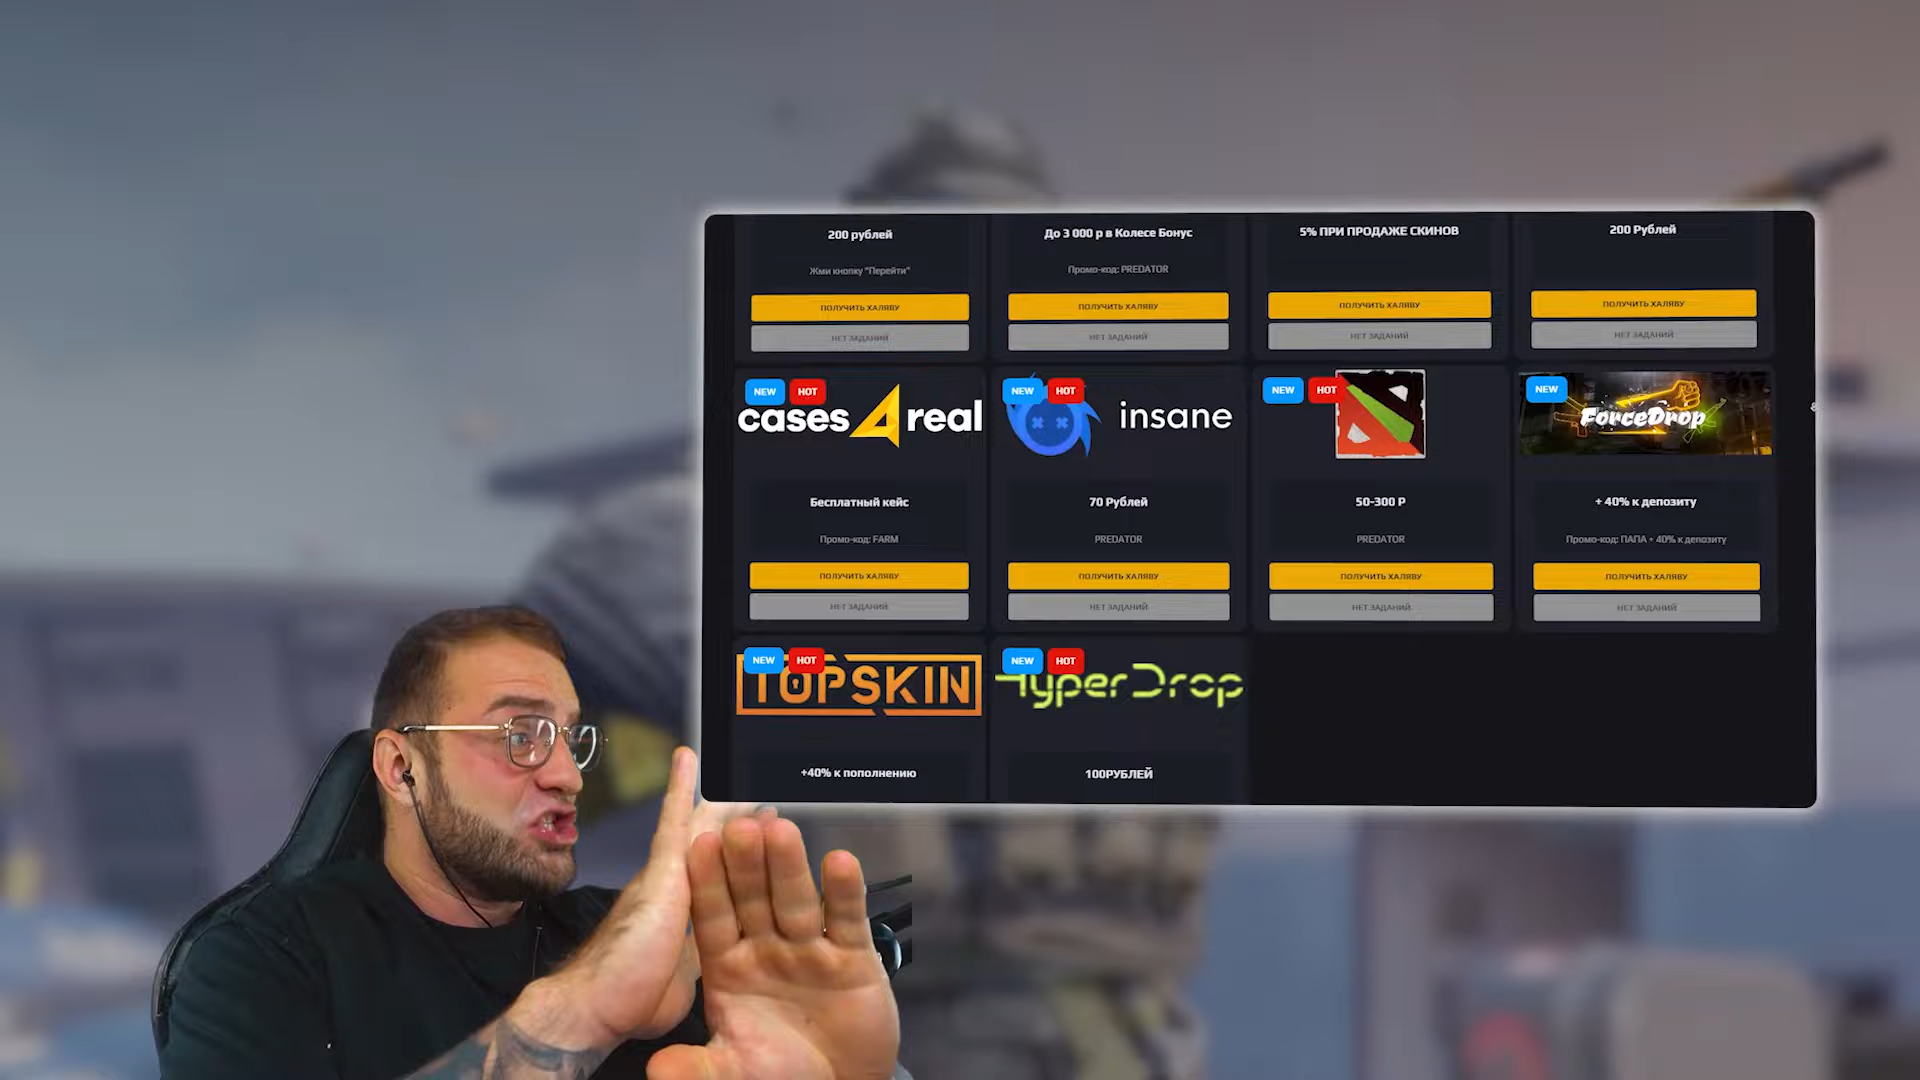 200 рублей
До 3 000 р в Колесе Бонус
5% ПРИ ПРОДАЖЕ СКИНОВ
200 Рублей
Жми кнопку "Перейти"
Промо-код: PREDATOR
ПОЛУЧИТЬ ХАЛЯВУ
ПОЛУЧИТЬ ХАЛЯВУ
ПОЛУЧИТЬ ХАЛЯВУ
ПОЛУЧИТЬ ХАЛЯВУ
НЕТ ЗАДАНИЙ
НЕТ ЗАДАНИЙ
НЕТ ЗАДАНИЙ
НЕТ ЗАДАНИЙ
NEW HOT
NEW HOT
NEW HOT
NEW
cases 4 real
insane
ForceDrop
Бесплатный кейс
70 Рублей
50-300 Р
+ 40% к депозиту
Промо-код: FARM
PREDATOR
PREDATOR
Промо-код: ПАПА + 40% к депозиту
ПОЛУЧИТЬ ХАЛЯВУ
ПОЛУЧИТЬ ХАЛЯВУ
ПОЛУЧИТЬ ХАЛЯВУ
ПОЛУЧИТЬ ХАЛЯВУ
НЕТ ЗАДАНИЙ
НЕТ ЗАДАНИЙ
НЕТ ЗАДАНИЙ
НЕТ ЗАДАНИЙ
NEW HOT
NEW HOT
TOPSKIN
HyperDrop
+40% к пополнению
100РУБЛЕЙ